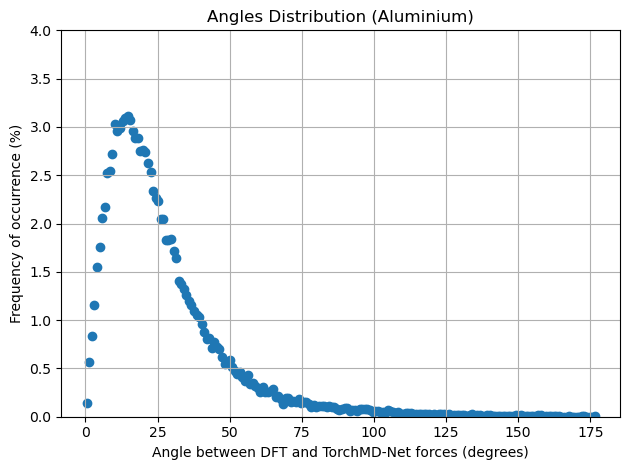 Angles Distribution (Aluminium)
Frequency of occurrence (%)
4.0
3.5
3.0
2.5
2.0
1.5
1.0
0.5
0.0
0 25 50 75 100 125 150 175
Angle between DFT and TorchMD-Net forces (degrees)